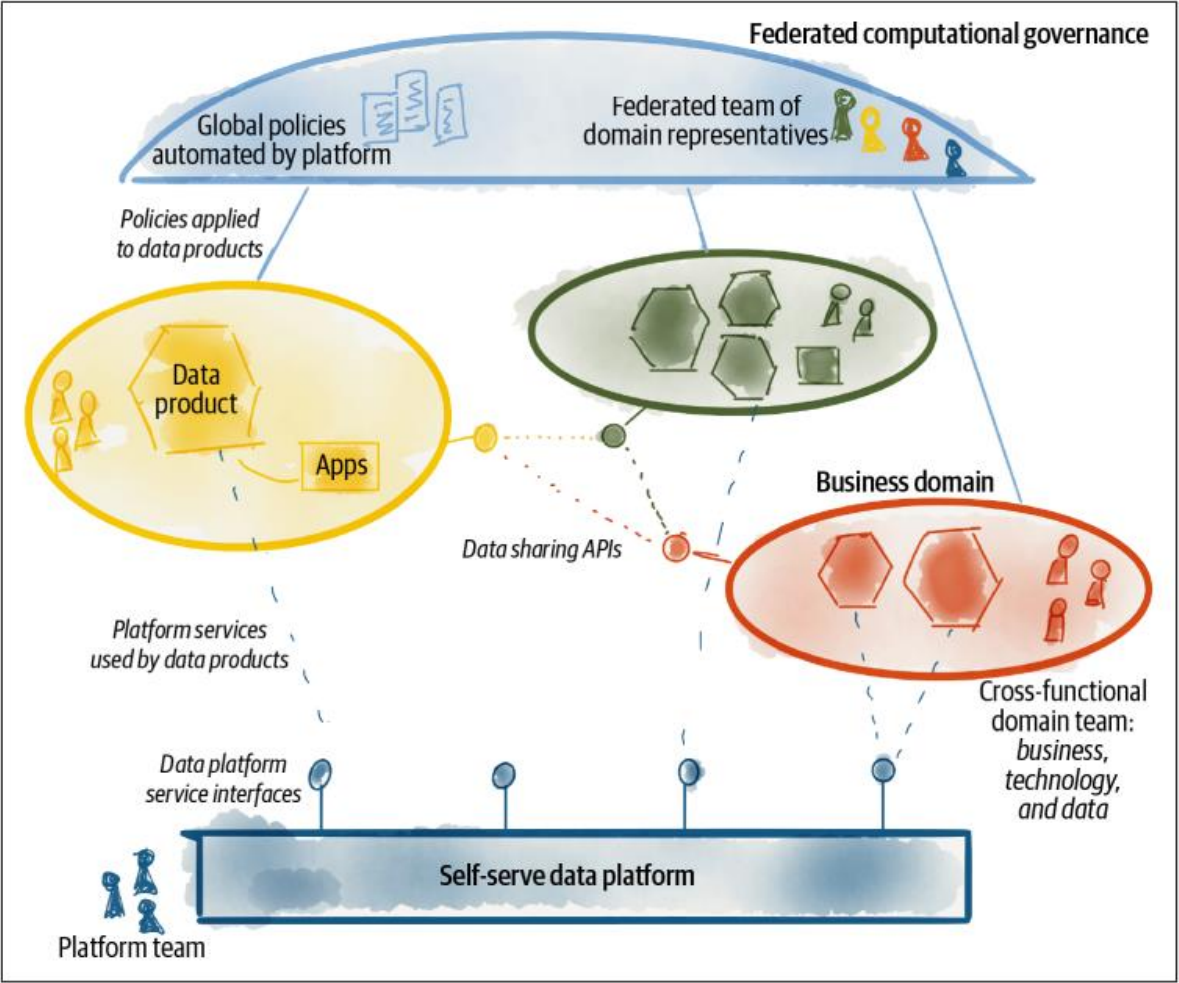 Federated computational governance
Global policies
automated by platform
Federated team of
domain representatives
Policies applied
to data products
Data
product
Apps
Business domain
Data sharing APIs
Platform services
used by data products
Cross-functional
domain team:
business,
technology,
and data
Data platform
service interfaces
Self-serve data platform
Platform team